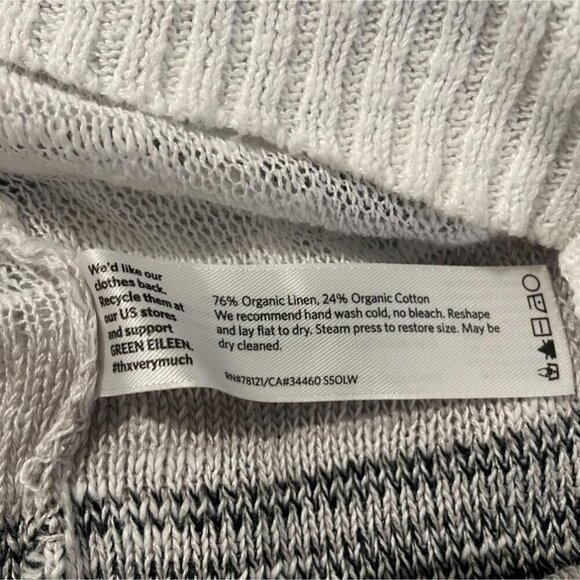 We'd like our
clothes back.
Recycle them at
our US stores
and support
GREEN EILEEN.
#thxverymuch
76% Organic Linen, 24% Organic Cotton
We recommend hand wash cold, no bleach. Reshape
and lay flat to dry. Steam press to restore size. May be
dry cleaned.
RN#78121/CA#34460 S5OLW